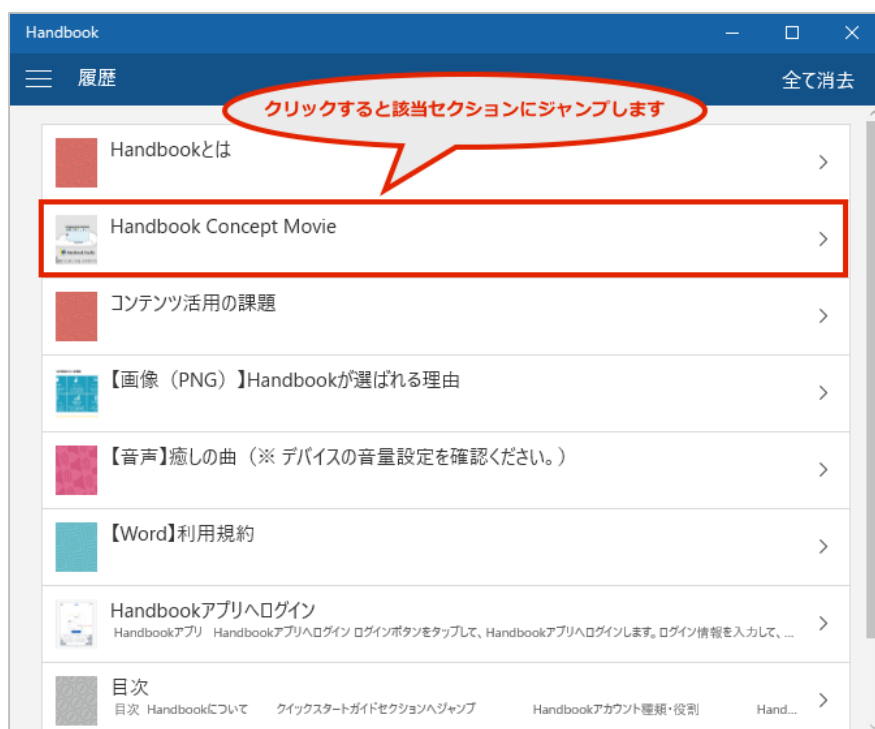 Handbook
履歴
全て消去
クリックすると該当セクションにジャンプします
Handbookとは
Handbook Concept Movie
コンテンツ活用の課題
【画像（PNG）】Handbookが選ばれる理由
【音声】癒しの曲（※ デバイスの音量設定を確認ください。）
【Word】利用規約
Handbookアプリへログイン
Handbookアプリ Handbookアプリへログイン ログインボタンをタップして、Handbookアプリへログインします。ログイン情報を入力して、...
目次
目次 Handbookについて クイックスタートガイドセクションへジャンプ Handbookアカウント種類・役割 Hand...